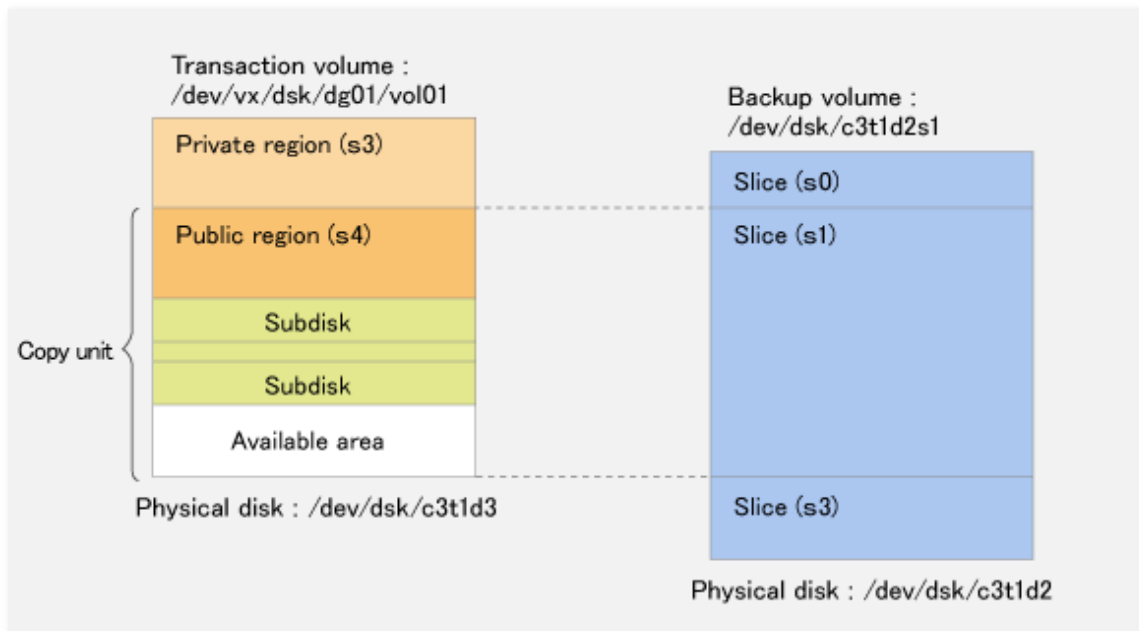 Transaction volume :
/dev/vx/dsk/dg01/vol01
Private region (s3)
Public region (s4)
Subdisk
Subdisk
Available area
Copy unit
Physical disk : /dev/dsk/c3t1d3
Backup volume :
/dev/dsk/c3t1d2s1
Slice (s0)
Slice (s1)
Slice (s3)
Physical disk : /dev/dsk/c3t1d2